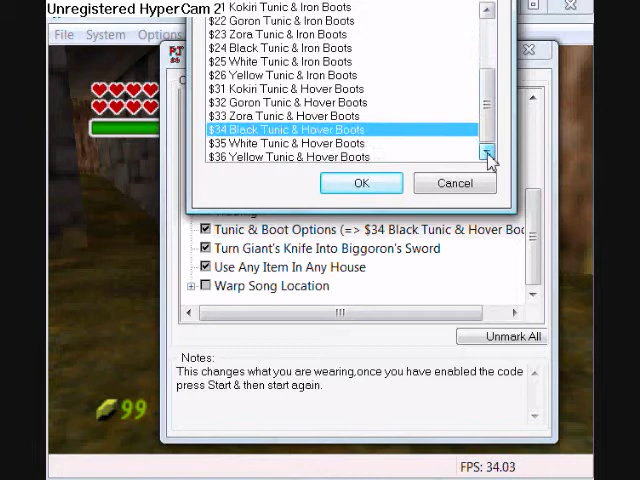 Unregistered HyperCam 2
Kokiri Tunic & Iron Boots
$22 Goron Tunic & Iron Boots
$23 Zora Tunic & Iron Boots
$24 Black Tunic & Iron Boots
$25 White Tunic & Iron Boots
$26 Yellow Tunic & Iron Boots
$31 Kokiri Tunic & Hover Boots
$32 Goron Tunic & Hover Boots
$33 Zora Tunic & Hover Boots
$34 Black Tunic & Hover Boots
$35 White Tunic & Hover Boots
$36 Yellow Tunic & Hover Boots
File System Options
OK Cancel
Tunic & Boot Options (=> $34 Black Tunic & Hover Boo
Turn Giant's Knife Into Biggoron's Sword
Use Any Item In Any House
Warp Song Location
Unmark All
Notes:
This changes what you are wearing,once you have enabled the code
press Start & then start again.
99
FPS: 34.03